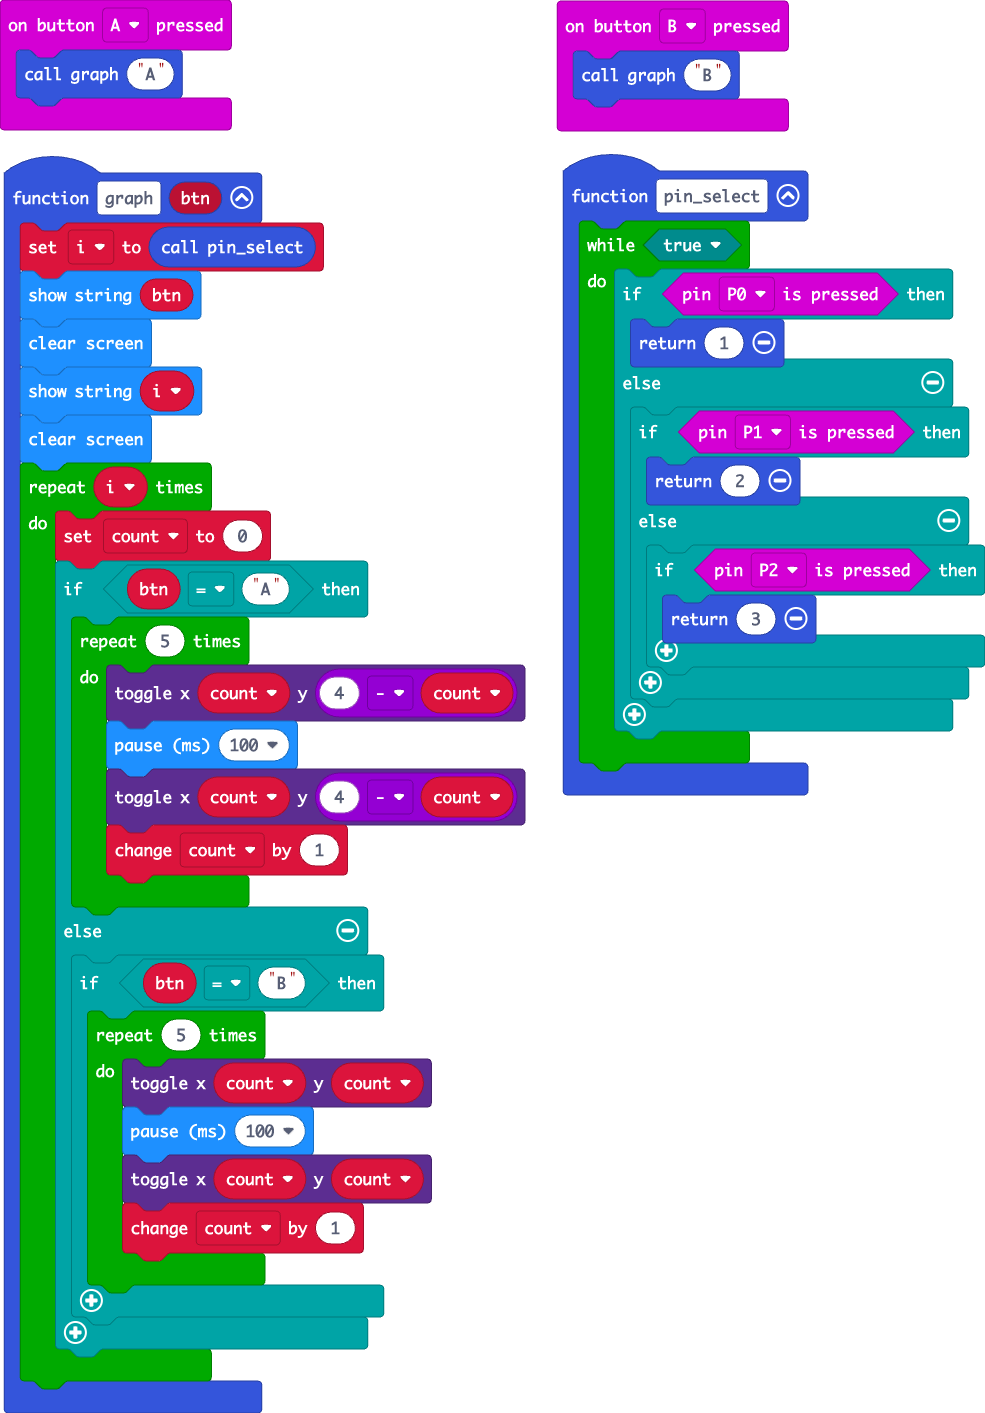 on button A pressed
call graph "A"
on button B pressed
call graph "B"
function graph btn
set i to call pin_select
show string btn
clear screen
show string i
clear screen
repeat i times
do
set count to 0
if btn = "A" then
repeat 5 times
do
toggle x count y 4 - count
pause (ms) 100
toggle x count y 4 - count
change count by 1
else
if btn = "B" then
repeat 5 times
do
toggle x count y count
pause (ms) 100
toggle x count y count
change count by 1
function pin_select
while true
do
if pin P0 is pressed then
return 1
else
if pin P1 is pressed then
return 2
else
if pin P2 is pressed then
return 3